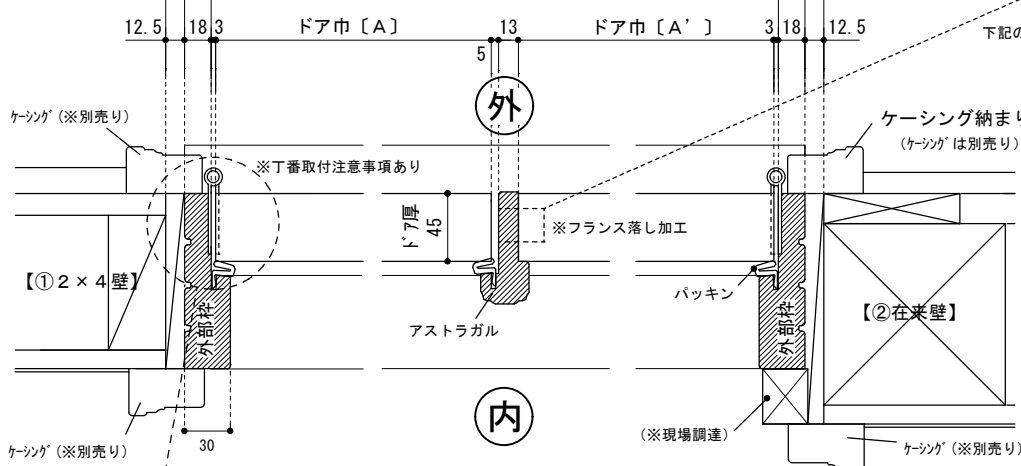 12.5 18 3 ドア巾〔A〕 5 13 ドア巾〔A'〕 3 18 12.5
下記の
外
ｹｰｼﾝｸﾞ(※別売り)
ケーシング納まり
(ｹｰｼﾝｸﾞは別売り)
※丁番取付注意事項あり
ﾄﾞｱ厚
45
※フランス落し加工
【①2×4壁】
外部枠
アストラガル
パッキン
外部枠
【②在来壁】
内
30
(※現場調達)
ｹｰｼﾝｸﾞ(※別売り)
ｹｰｼﾝｸﾞ(※別売り)